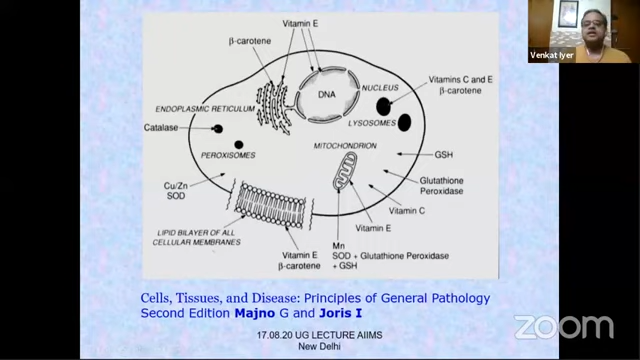 Vitamin E
β-carotene
DNA
NUCLEUS
Vitamins C and E
β-carotene
ENDOPLASMIC RETICULUM
LYSOSOMES
Catalase
PEROXISOMES
MITOCHONDRION
GSH
Glutathione
Peroxidase
Cu/Zn
SOD
Vitamin C
Vitamin E
LIPID BILAYER OF ALL
CELLULAR MEMBRANES
Vitamin E
β-carotene
Mn
SOD + Glutathione Peroxidase
+ GSH
Cells, Tissues, and Disease: Principles of General Pathology
Second Edition Majno G and Joris I
17.08.20 UG LECTURE AIIMS
New Delhi
Venkat Iyer
zoom